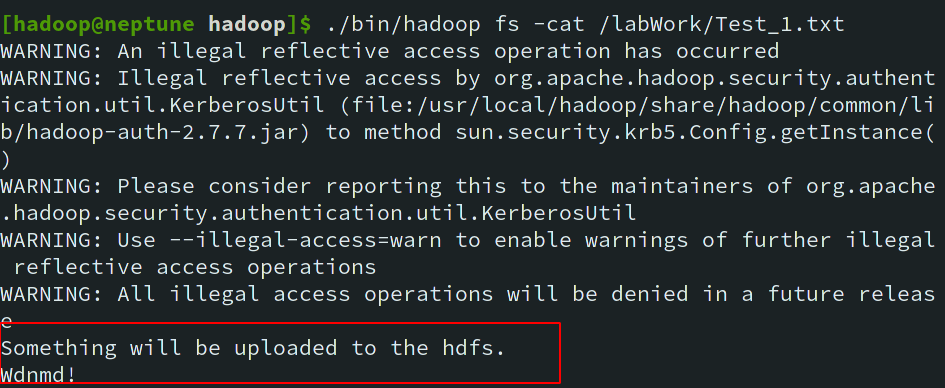 [hadoop@neptune hadoop]$ ./bin/hadoop fs -cat /labWork/Test_1.txt
WARNING: An illegal reflective access operation has occurred
WARNING: Illegal reflective access by org.apache.hadoop.security.authent
ication.util.KerberosUtil (file:/usr/local/hadoop/share/hadoop/common/li
b/hadoop-auth-2.7.7.jar) to method sun.security.krb5.Config.getInstance(
)
WARNING: Please consider reporting this to the maintainers of org.apache
.hadoop.security.authentication.util.KerberosUtil
WARNING: Use --illegal-access=warn to enable warnings of further illegal
 reflective access operations
WARNING: All illegal access operations will be denied in a future releas
e
Something will be uploaded to the hdfs.
Wdnmd!